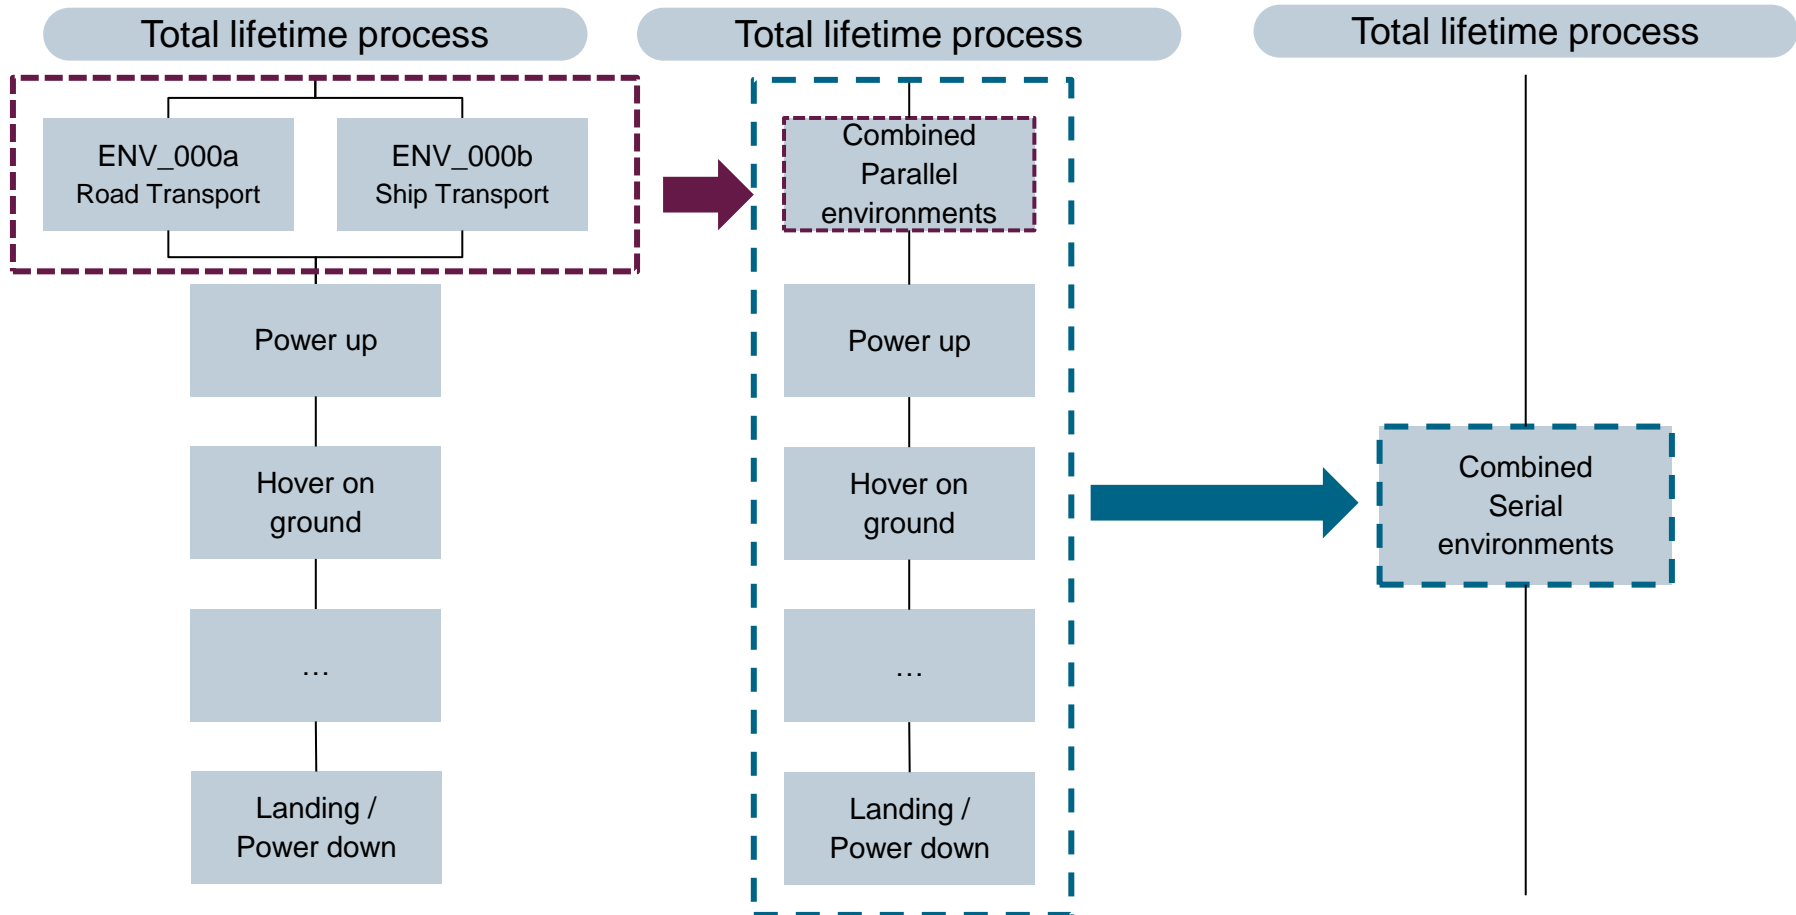 Total lifetime process
ENV_000a
Road Transport
ENV_000b
Ship Transport
Power up
Hover on
ground
...
Landing /
Power down
Total lifetime process
Combined
Parallel
environments
Power up
Hover on
ground
...
Landing /
Power down
Total lifetime process
Combined
Serial
environments